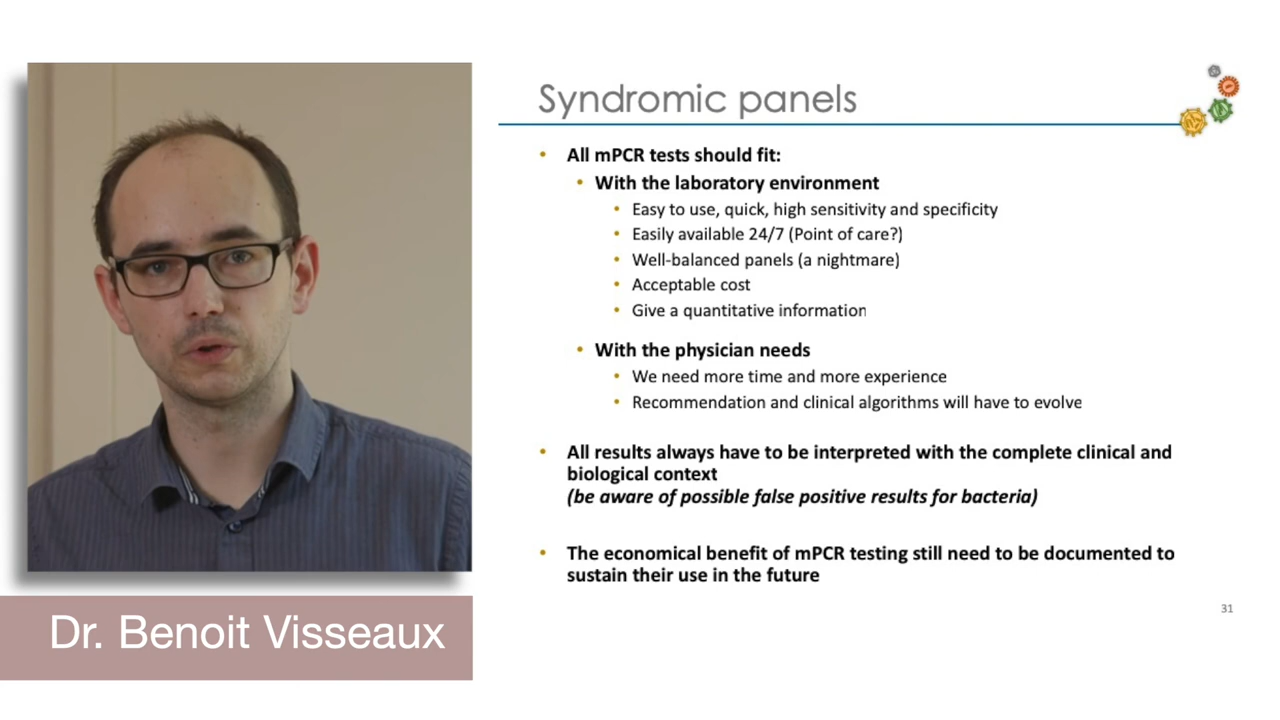 Syndromic panels
• All mPCR tests should fit:
• With the laboratory environment
• Easy to use, quick, high sensitivity and specificity
• Easily available 24/7 (Point of care?)
• Well-balanced panels (a nightmare)
• Acceptable cost
• Give a quantitative information
• With the physician needs
• We need more time and more experience
• Recommendation and clinical algorithms will have to evolve
• All results always have to be interpreted with the complete clinical and
biological context
(be aware of possible false positive results for bacteria)
• The economical benefit of mPCR testing still need to be documented to
sustain their use in the future
31
Dr. Benoit Visseaux